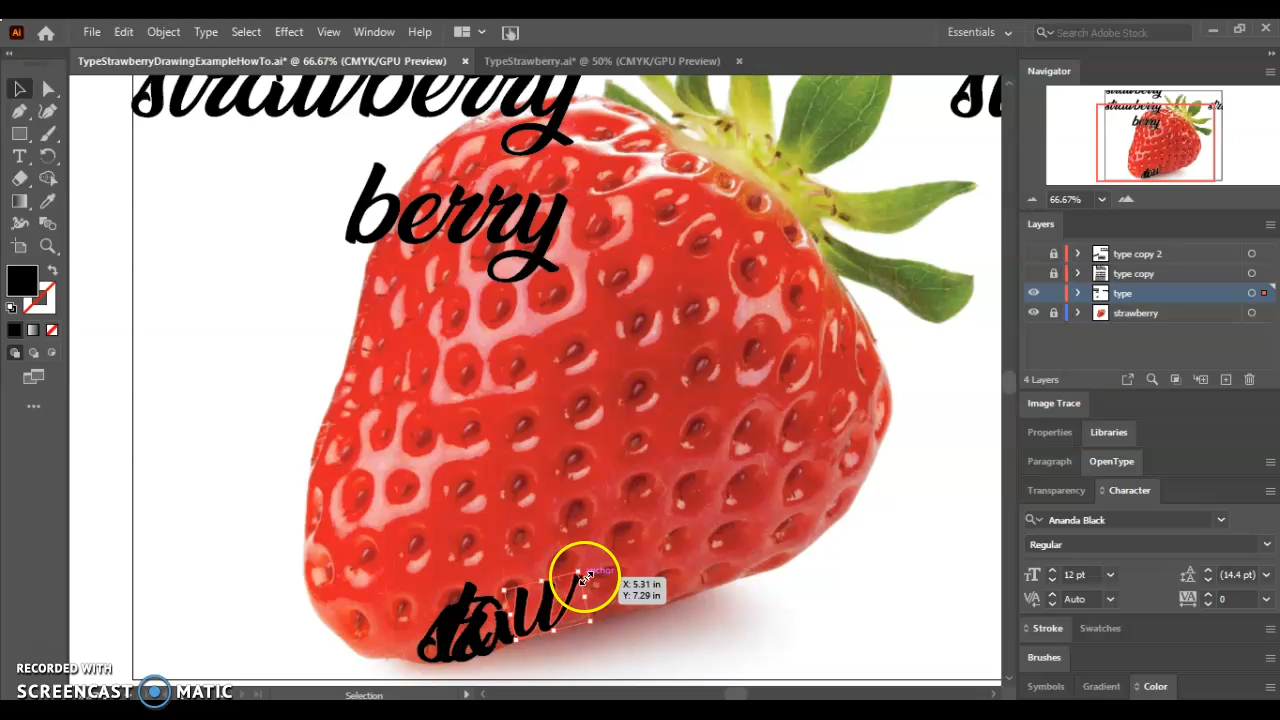 Ai File Edit Object Type Select Effect View Window Help Essentials Search Adobe Stock
TypeStrawberryDrawingExampleHowTo.ai* @ 66.67% (CMYK/GPU Preview) × TypeStrawberry.ai* @ 50% (CMYK/GPU Preview) ×
Navigator
strawberry
berry
66.67%
Layers
type copy 2
type copy
type
strawberry
4 Layers
Image Trace
Properties Libraries
Paragraph OpenType
Transparency Character
Ananda Black
Regular
12 pt (14.4 pt)
Auto 0
anchor
X: 5.31 in
Y: 7.29 in
Stroke Swatches
Brushes
Symbols Gradient Color
RECORDED WITH
SCREENCAST MATIC
Selection